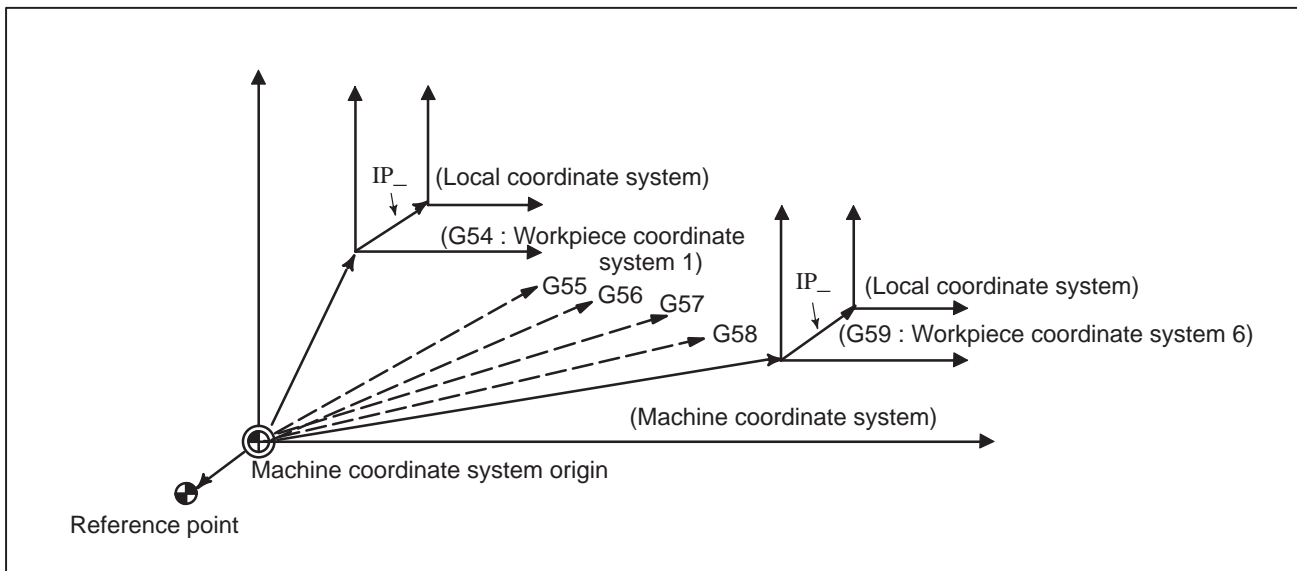 IP_
(Local coordinate system)
(G54 : Workpiece coordinate
system 1)
G55
G56
G57
G58
IP_
(Local coordinate system)
(G59 : Workpiece coordinate system 6)
(Machine coordinate system)
Machine coordinate system origin
Reference point